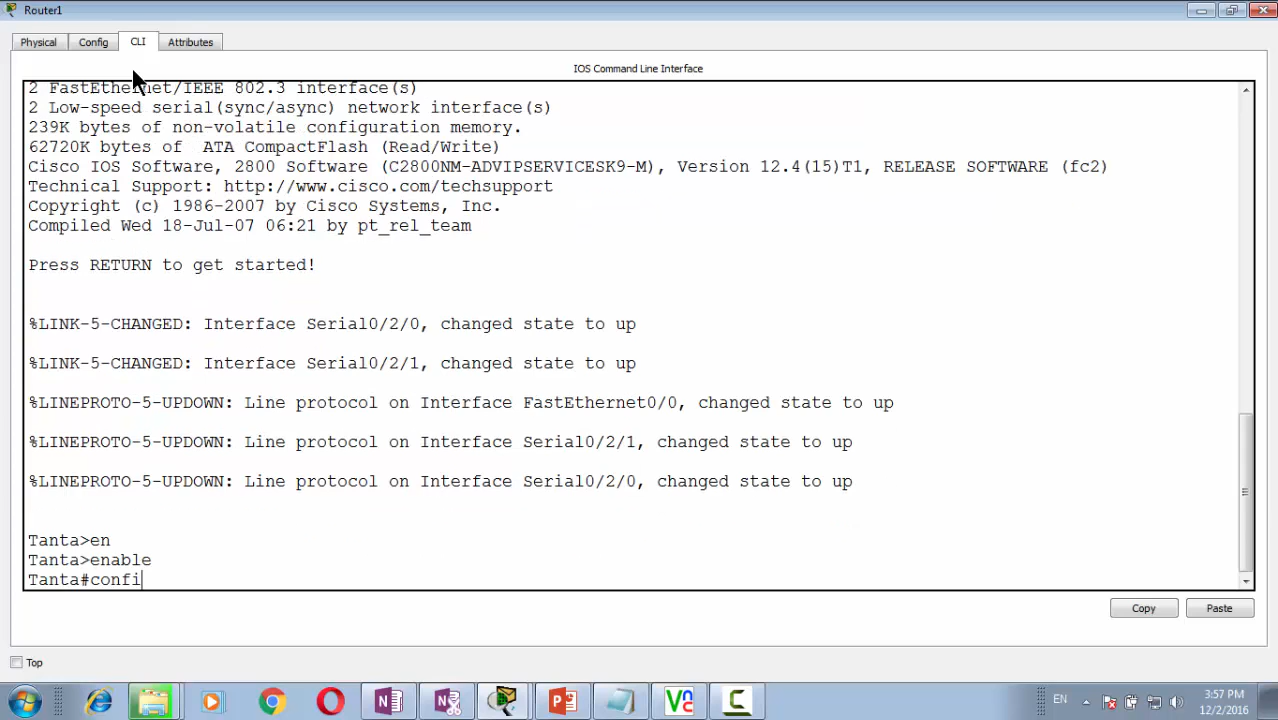 Router1
Physical
Config
CLI
Attributes
IOS Command Line Interface
2 FastEthernet/IEEE 802.3 interface(s)
2 Low-speed serial(sync/async) network interface(s)
239K bytes of non-volatile configuration memory.
62720K bytes of ATA CompactFlash (Read/Write)
Cisco IOS Software, 2800 Software (C2800NM-ADVIPSERVICESK9-M), Version 12.4(15)T1, RELEASE SOFTWARE (fc2)
Technical Support: http://www.cisco.com/techsupport
Copyright (c) 1986-2007 by Cisco Systems, Inc.
Compiled Wed 18-Jul-07 06:21 by pt_rel_team
Press RETURN to get started!
%LINK-5-CHANGED: Interface Serial0/2/0, changed state to up
%LINK-5-CHANGED: Interface Serial0/2/1, changed state to up
%LINEPROTO-5-UPDOWN: Line protocol on Interface FastEthernet0/0, changed state to up
%LINEPROTO-5-UPDOWN: Line protocol on Interface Serial0/2/1, changed state to up
%LINEPROTO-5-UPDOWN: Line protocol on Interface Serial0/2/0, changed state to up
Tanta>en
Tanta>enable
Tanta#confi
Copy
Paste
Top
EN
3:57 PM
12/2/2016